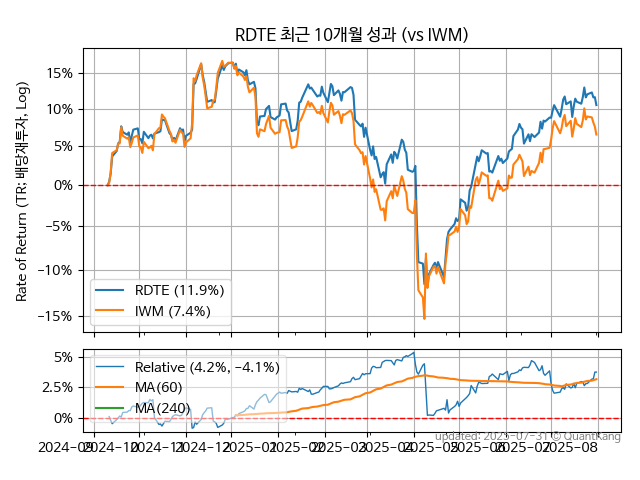 RDTE 최근 10개월 성과 (vs IWM)
Rate of Return (TR: 배당재투자, Log)
15%
10%
5%
0%
−5%
−10%
−15%
RDTE (11.9%)
IWM (7.4%)
5%
2.5%
0%
Relative (4.2%, −4.1%)
MA(60)
MA(240)
2024-09 2024-10 2024-11 2024-12 2025-01 2025-02 2025-03 2025-04 2025-05 2025-06 2025-07 2025-08
updated: 2025-07-31 © QuantKang